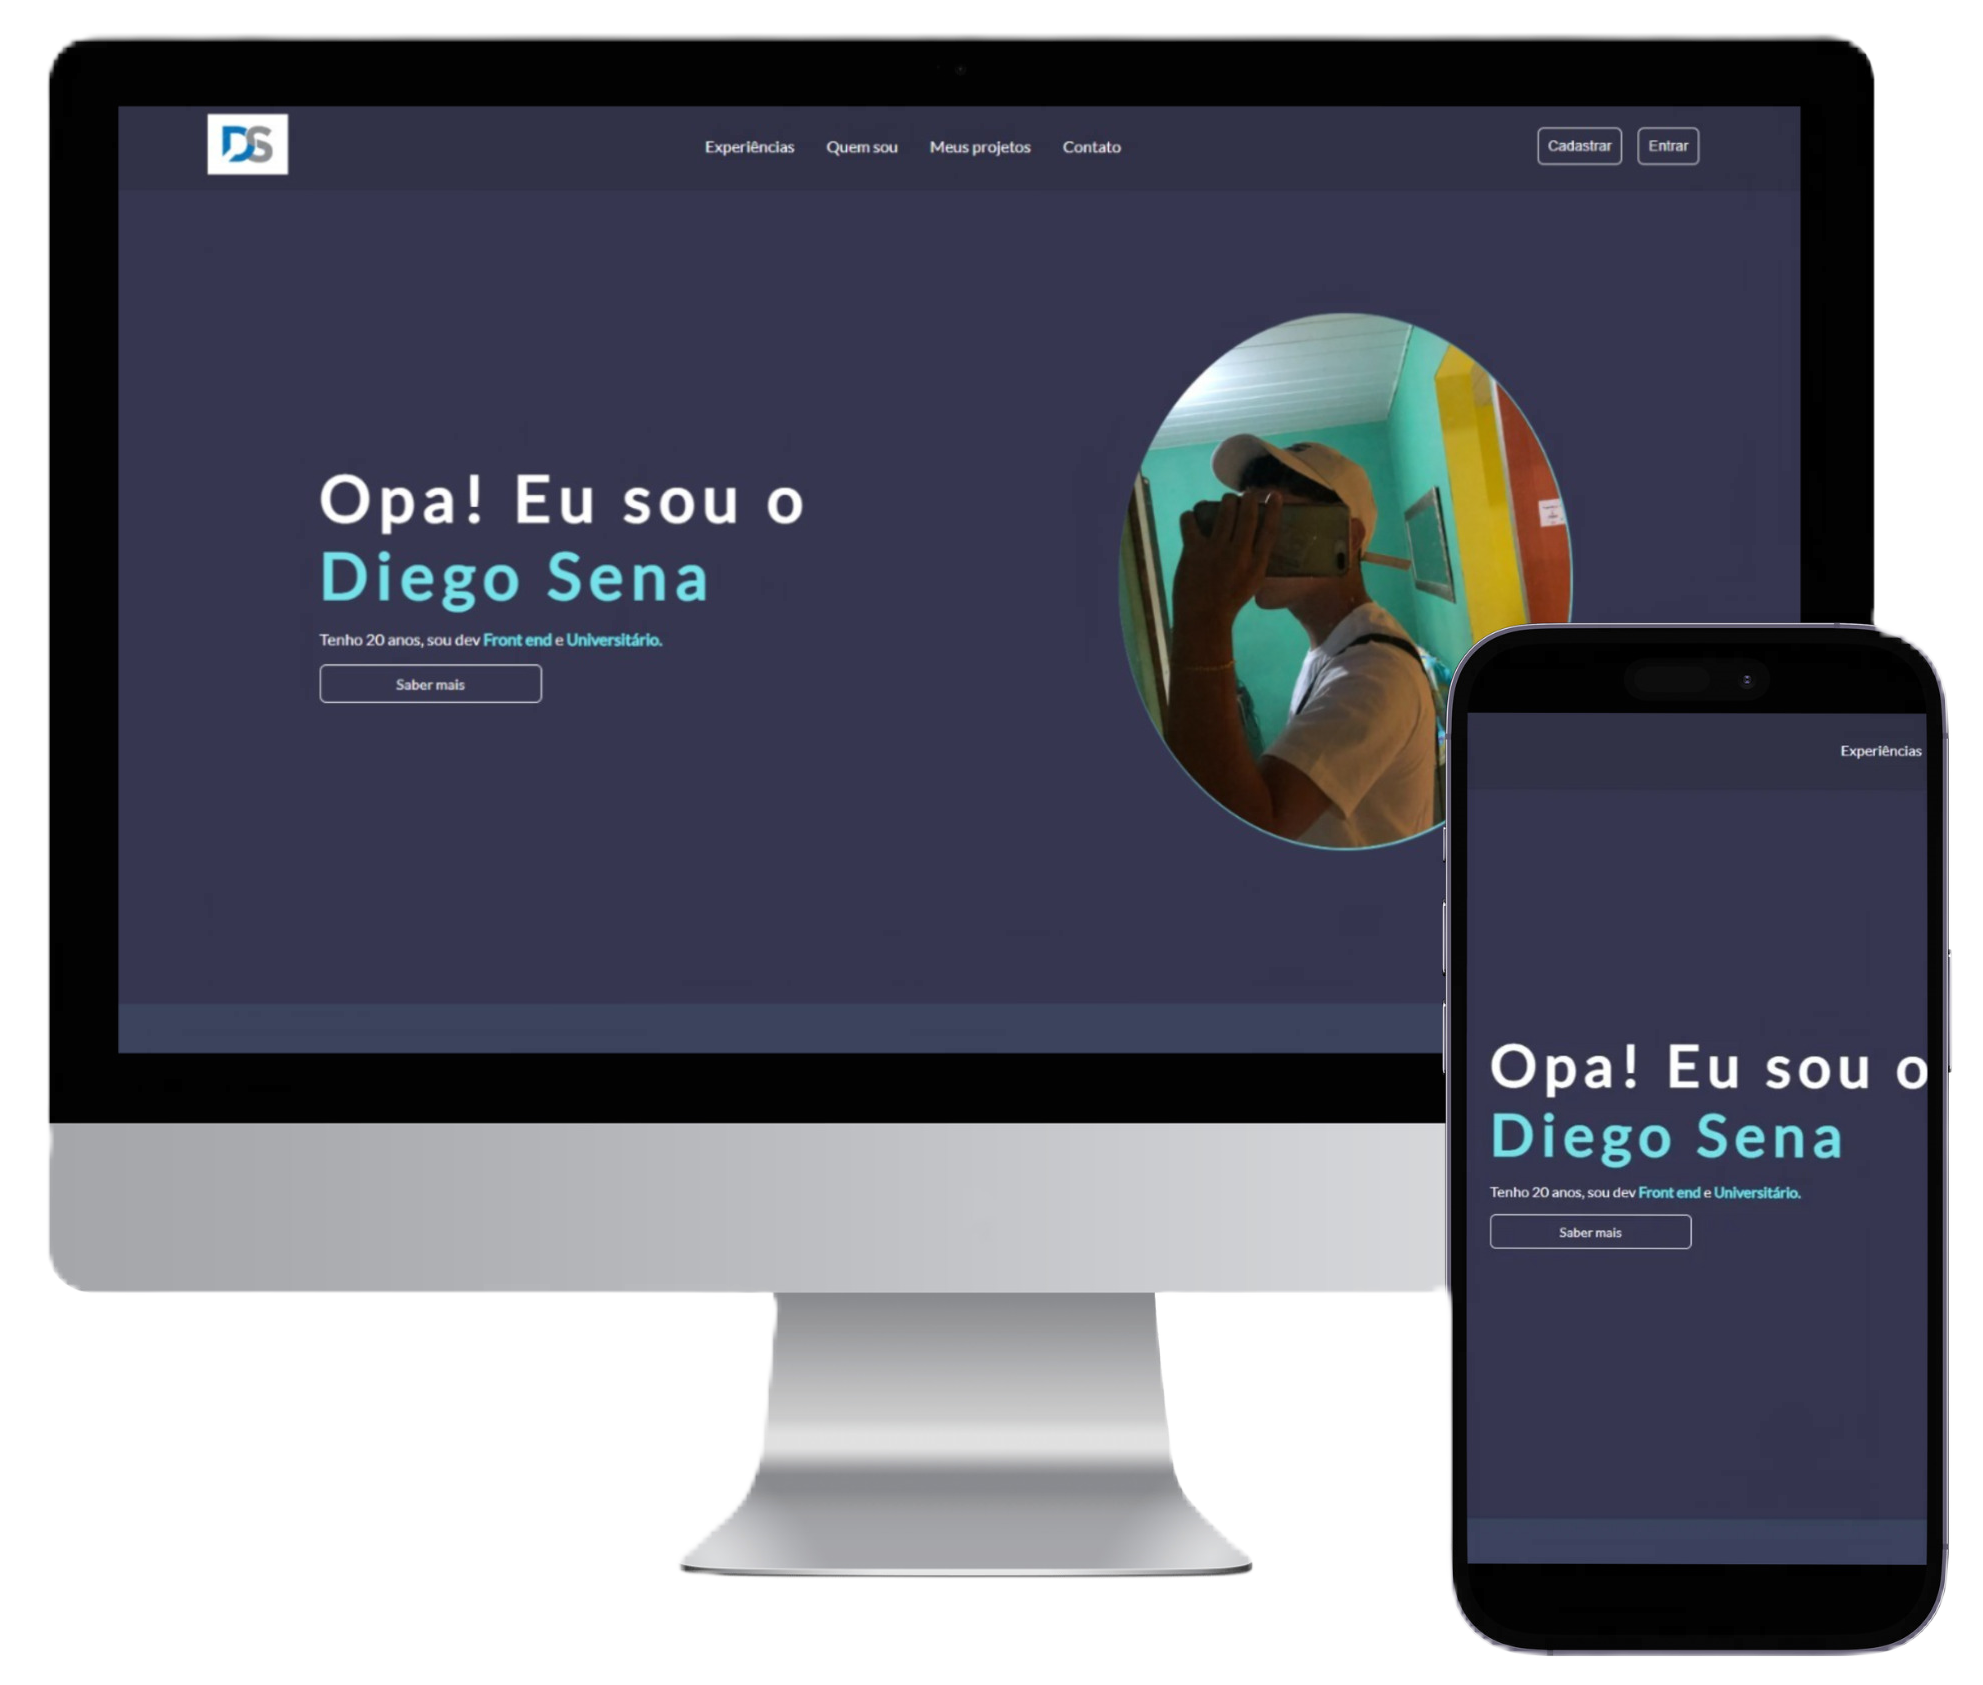 DS
Experiências Quem sou Meus projetos Contato
Cadastrar Entrar
Opa! Eu sou o
Diego Sena
Tenho 20 anos, sou dev Front end e Universitário.
Saber mais
Experiências
Opa! Eu sou o
Diego Sena
Tenho 20 anos, sou dev Front end e Universitário.
Saber mais